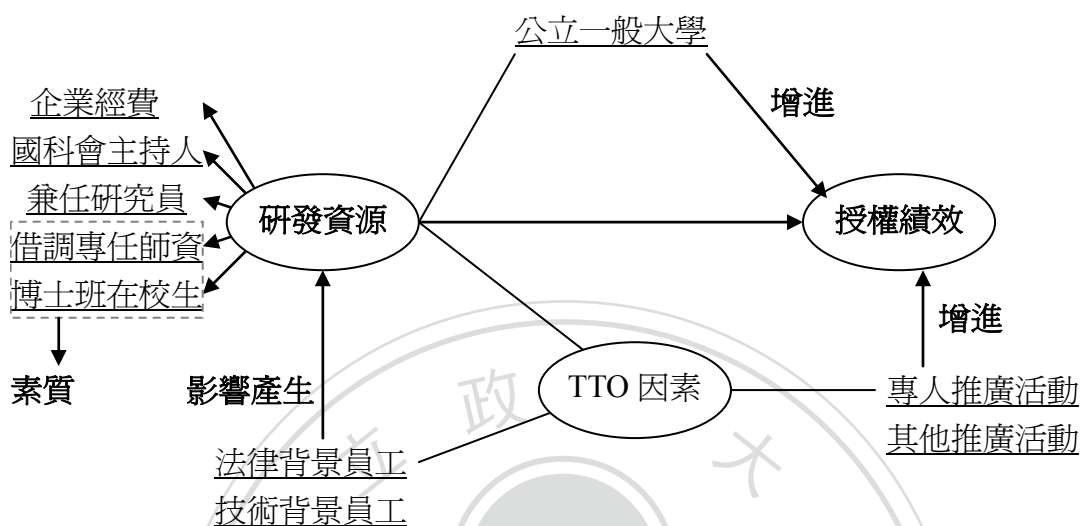 公立一般大學
增進
企業經費
國科會主持人
兼任研究員
借調專任師資
博士班在校生
研發資源
授權績效
增進
素質
影響產生
TTO 因素
專人推廣活動
其他推廣活動
法律背景員工
技術背景員工
立 政 大